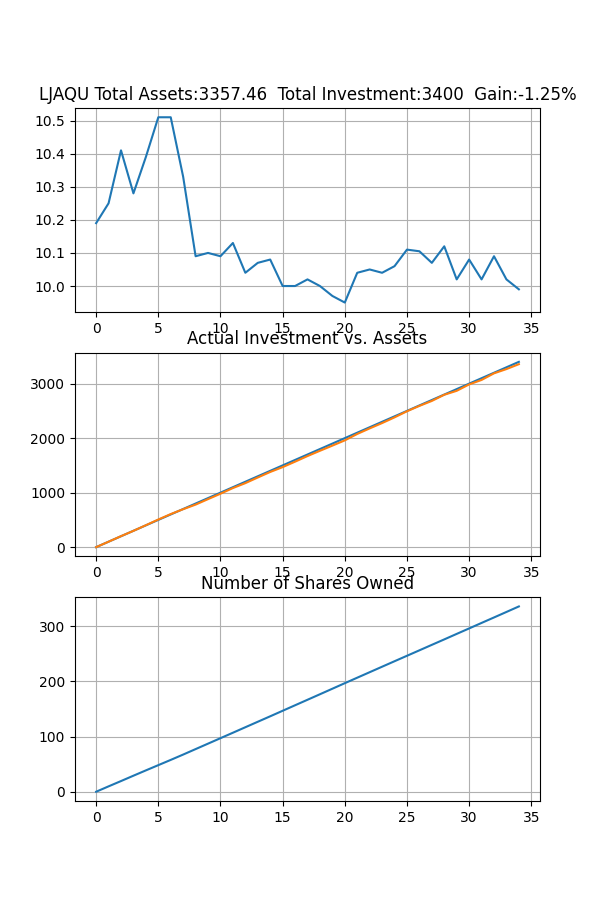 LJAQU Total Assets:3357.46  Total Investment:3400  Gain:-1.25%
10.5
10.4
10.3
10.2
10.1
10.0
0 5 10 15 20 25 30 35
Actual Investment vs. Assets
3000
2000
1000
0
0 5 10 15 20 25 30 35
Number of Shares Owned
300
200
100
0
0 5 10 15 20 25 30 35